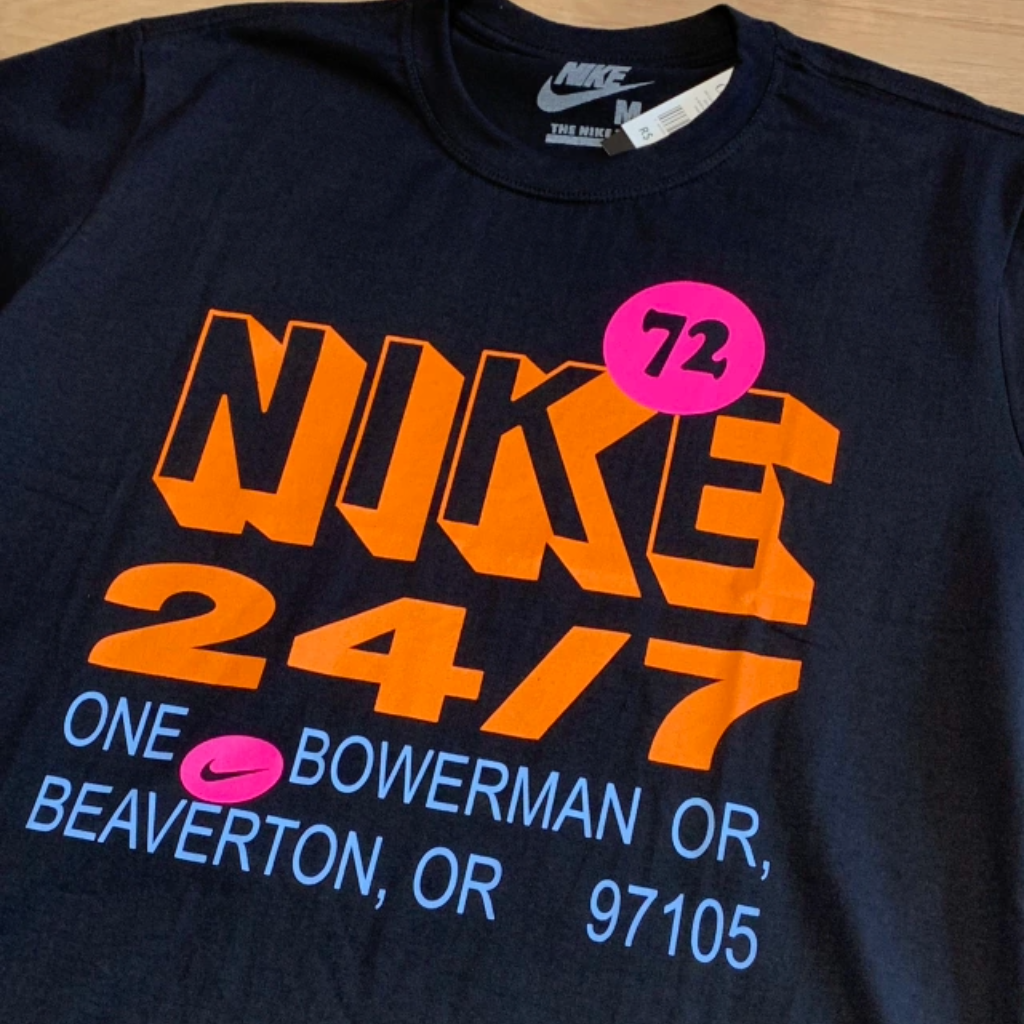 NIKE
M
THE NIKE
R$
72
NIKE
24/7
ONE BOWERMAN OR,
BEAVERTON, OR 97105